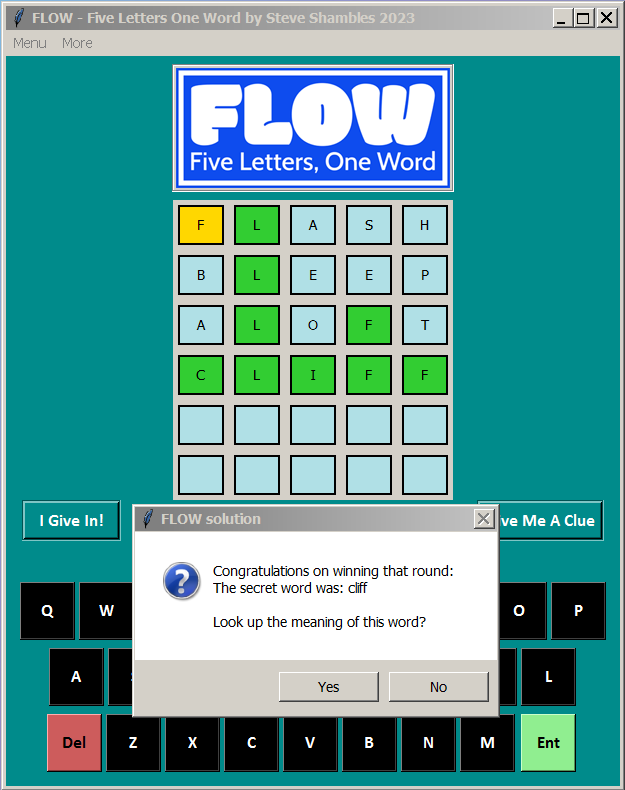 FLOW - Five Letters One Word by Steve Shambles 2023
Menu More
FLOW
Five Letters, One Word
F L A S H
B L E E P
A L O F T
C L I F F
I Give In! ve Me A Clue
FLOW solution
Congratulations on winning that round:
The secret word was: cliff
Look up the meaning of this word?
Yes No
Q W O P
A L
Del Z X C V B N M Ent